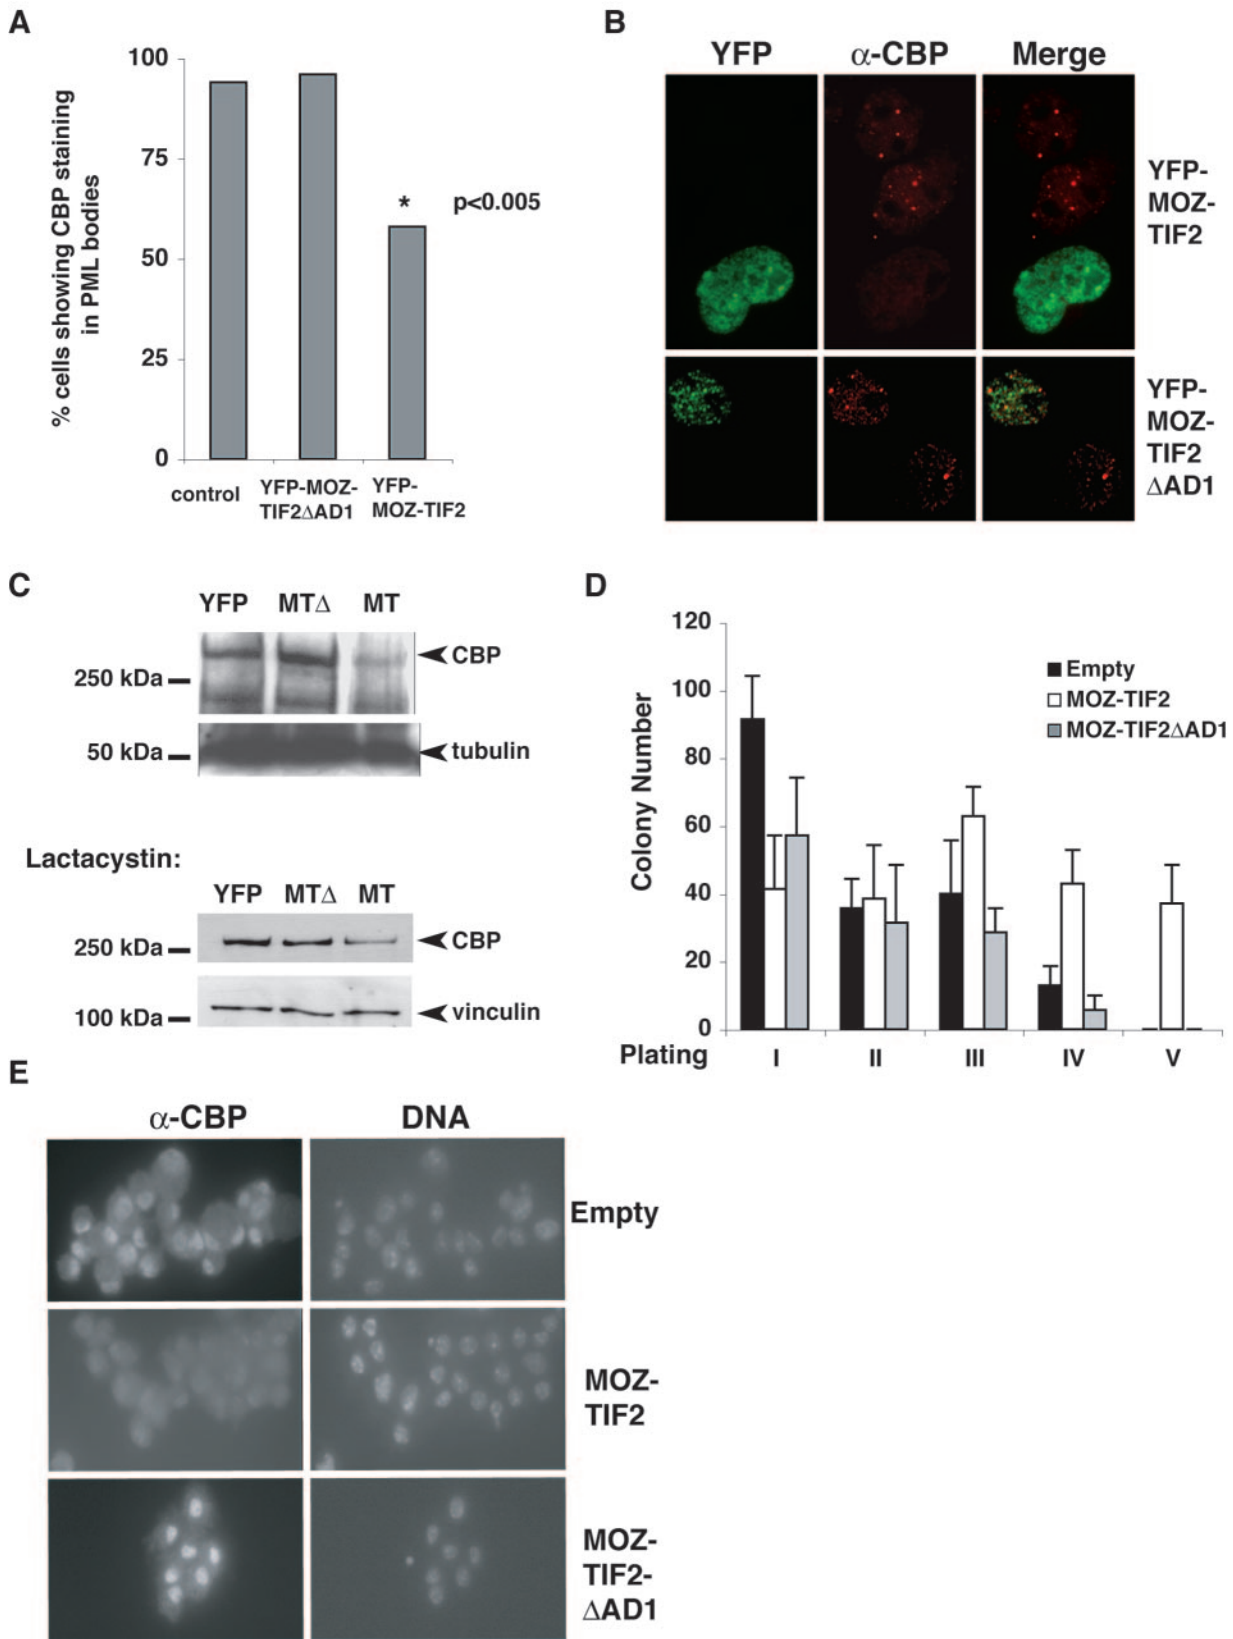 A
100
75
50
25
0
% cells showing CBP staining
in PML bodies
*
p<0.005
control
YFP-MOZ-
TIF2ΔAD1
YFP-
MOZ-TIF2
B
YFP
α-CBP
Merge
YFP-
MOZ-
TIF2
YFP-
MOZ-
TIF2
ΔAD1
C
YFP
MTΔ
MT
250 kDa
CBP
50 kDa
tubulin
Lactacystin:
YFP
MTΔ
MT
250 kDa
CBP
100 kDa
vinculin
D
120
100
80
60
40
20
0
Colony Number
Empty
MOZ-TIF2
MOZ-TIF2ΔAD1
Plating
I
II
III
IV
V
E
α-CBP
DNA
Empty
MOZ-
TIF2
MOZ-
TIF2-
ΔAD1